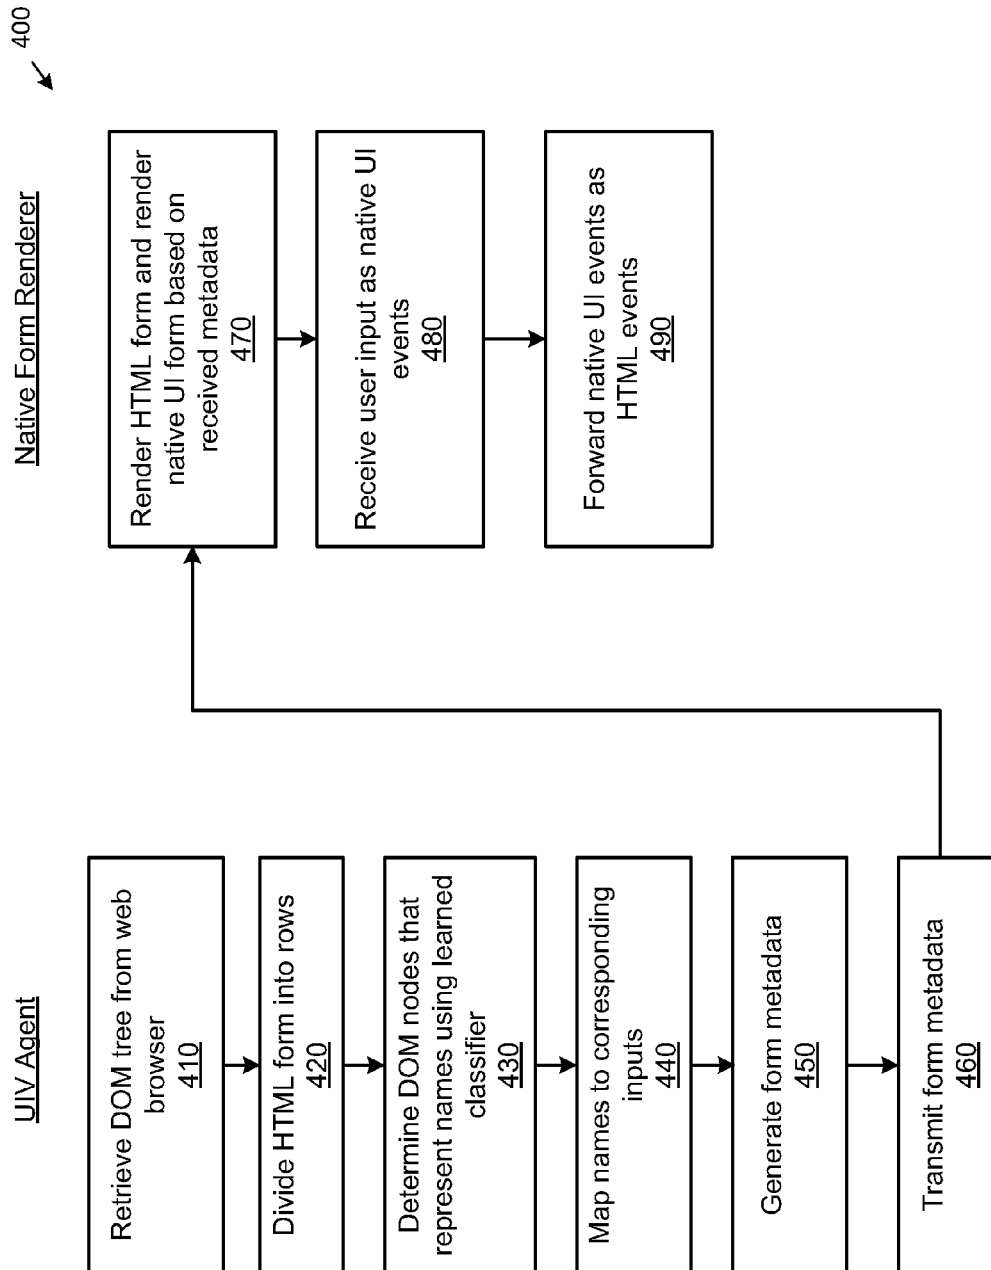 400
UIV Agent
Retrieve DOM tree from web
browser
410
Divide HTML form into rows
420
Determine DOM nodes that
represent names using learned
classifier
430
Map names to corresponding
inputs
440
Generate form metadata
450
Transmit form metadata
460
Native Form Renderer
Render HTML form and render
native UI form based on
received metadata
470
Receive user input as native UI
events
480
Forward native UI events as
HTML events
490